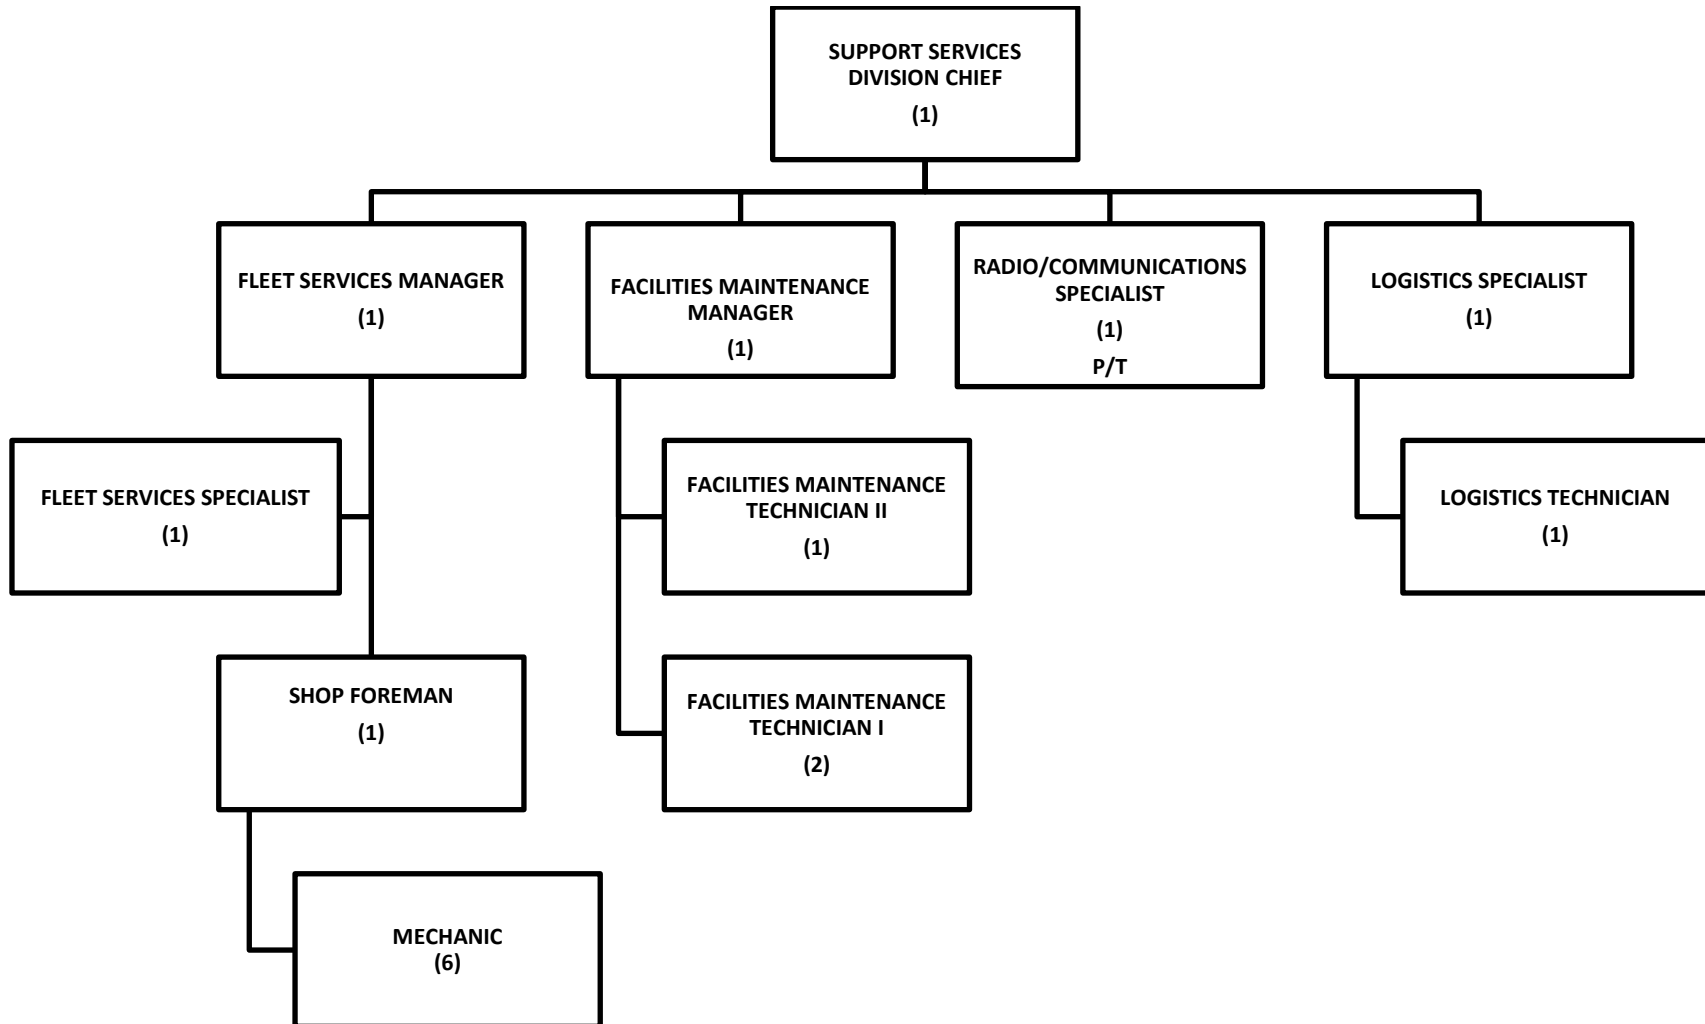 SUPPORT SERVICES
DIVISION CHIEF
(1)
FLEET SERVICES MANAGER
(1)
FACILITIES MAINTENANCE
MANAGER
(1)
RADIO/COMMUNICATIONS
SPECIALIST
(1)
P/T
LOGISTICS SPECIALIST
(1)
FLEET SERVICES SPECIALIST
(1)
FACILITIES MAINTENANCE
TECHNICIAN II
(1)
LOGISTICS TECHNICIAN
(1)
SHOP FOREMAN
(1)
FACILITIES MAINTENANCE
TECHNICIAN I
(2)
MECHANIC
(6)